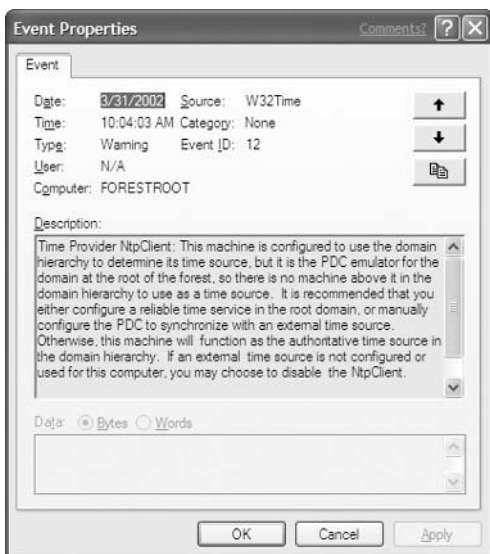 Event Properties
Comments?
Event
Date: 3/31/2002 Source: W32Time
Time: 10:04:03 AM Category: None
Type: Warning Event ID: 12
User: N/A
Computer: FORESTROOT
Description:
Time Provider NtpClient: This machine is configured to use the domain
hierarchy to determine its time source, but it is the PDC emulator for the
domain at the root of the forest, so there is no machine above it in the
domain hierarchy to use as a time source. It is recommended that you
either configure a reliable time service in the root domain, or manually
configure the PDC to synchronize with an external time source.
Otherwise, this machine will function as the authoritative time source in
the domain hierarchy. If an external time source is not configured or
used for this computer, you may choose to disable the NtpClient.
Data: Bytes Words
OK Cancel Apply